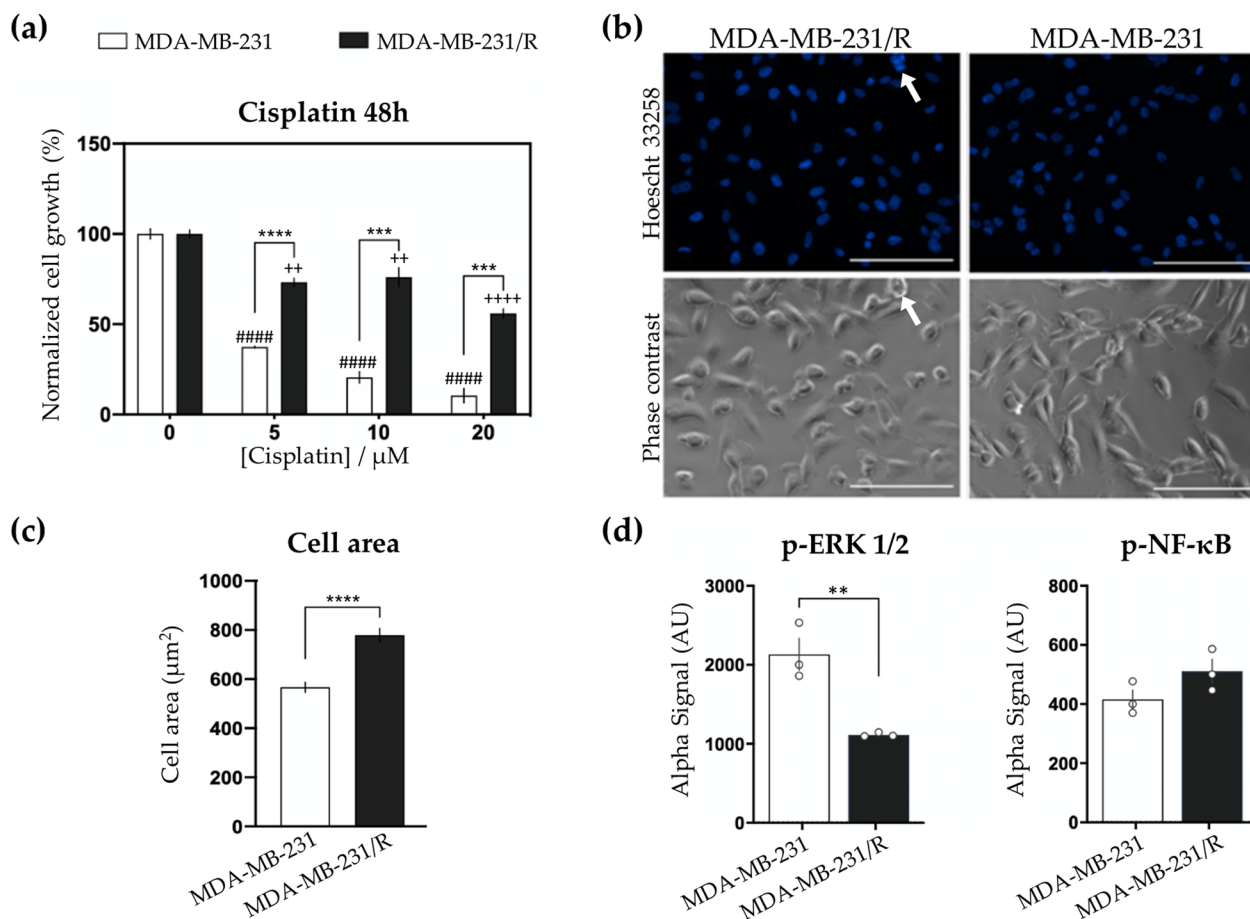 (a)
MDA-MB-231
MDA-MB-231/R
Cisplatin 48h
Normalized cell growth (%)
150
100
50
0
####
****
++
####
***
++
####
***
++++
0 5 10 20
[Cisplatin] / μM
(b)
MDA-MB-231/R
MDA-MB-231
Hoescht 33258
Phase contrast
(c)
Cell area
Cell area (μm²)
1000
800
600
800
400
200
0
****
MDA-MB-231
MDA-MB-231/R
(d)
p-ERK 1/2
Alpha Signal (AU)
3000
2000
1000
0
**
MDA-MB-231
MDA-MB-231/R
p-NF-κB
Alpha Signal (AU)
800
600
400
200
0
MDA-MB-231
MDA-MB-231/R